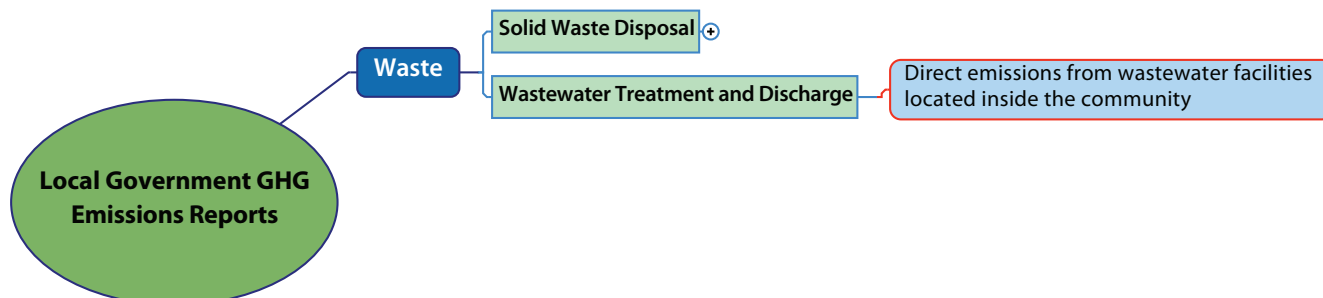 Solid Waste Disposal
Waste
Wastewater Treatment and Discharge
Direct emissions from wastewater facilities
located inside the community
Local Government GHG
Emissions Reports